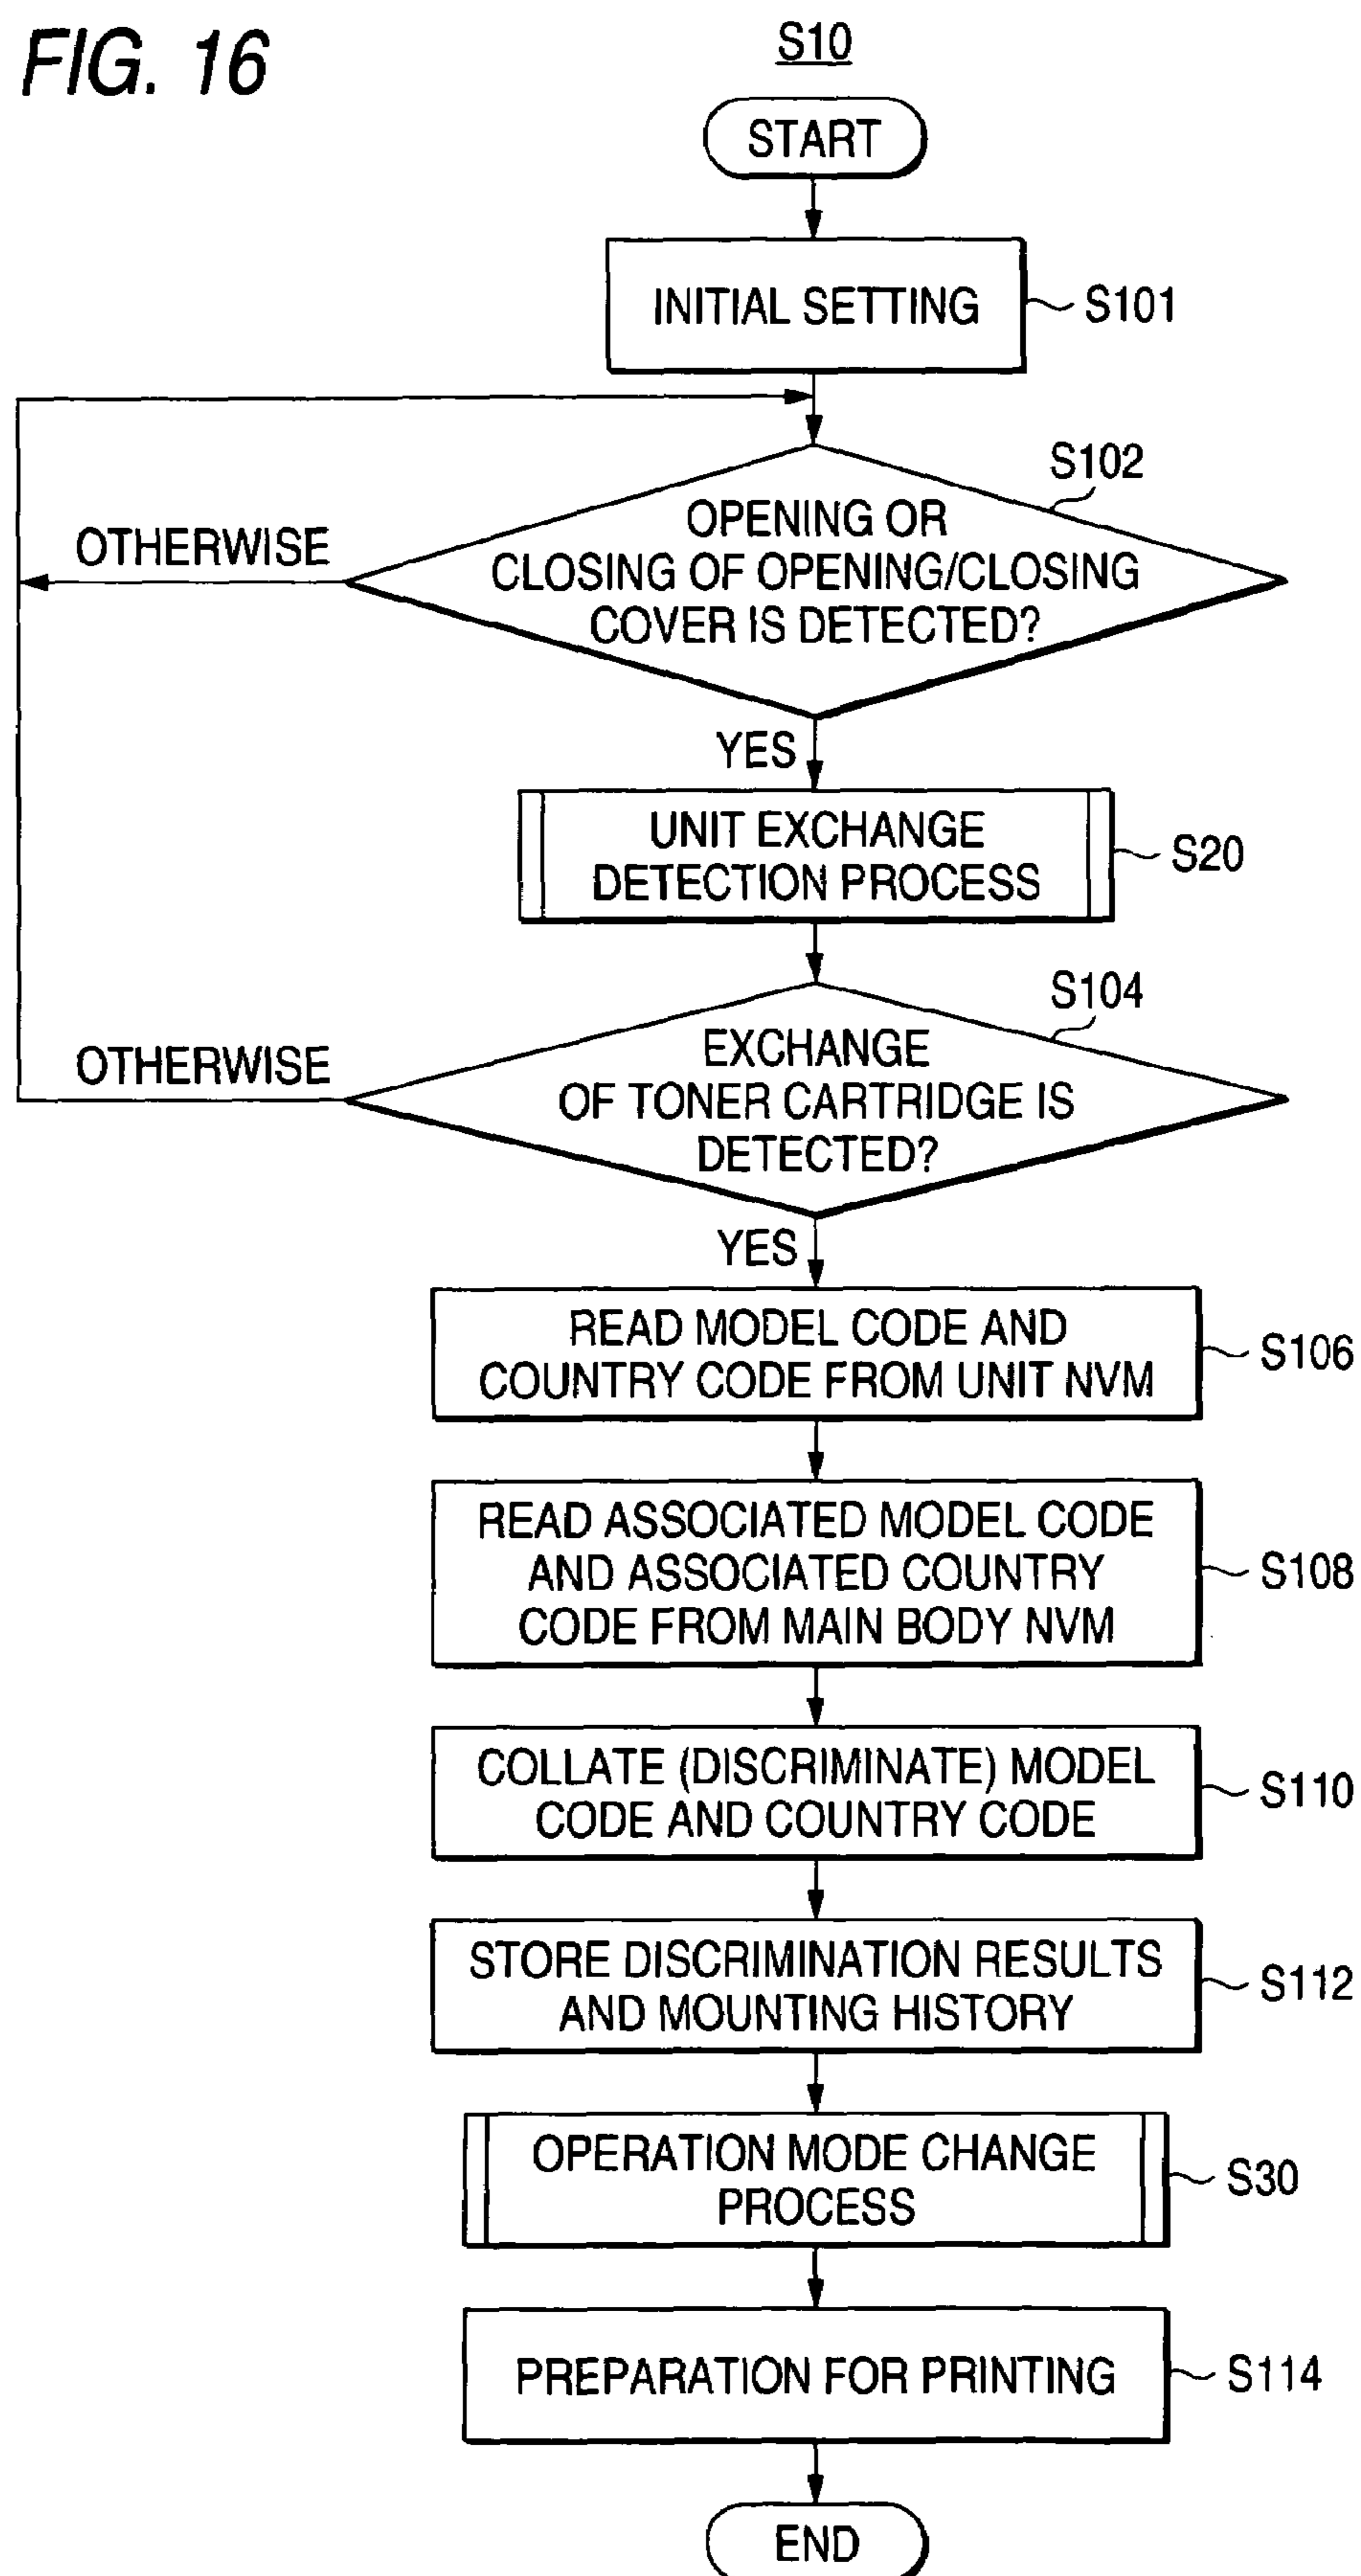 FIG. 16
S10
START
INITIAL SETTING
S101
S102
OPENING OR
CLOSING OF OPENING/CLOSING
COVER IS DETECTED?
OTHERWISE
YES
UNIT EXCHANGE
DETECTION PROCESS
S20
S104
EXCHANGE
OF TONER CARTRIDGE IS
DETECTED?
OTHERWISE
YES
READ MODEL CODE AND
COUNTRY CODE FROM UNIT NVM
S106
READ ASSOCIATED MODEL CODE
AND ASSOCIATED COUNTRY
CODE FROM MAIN BODY NVM
S108
COLLATE (DISCRIMINATE) MODEL
CODE AND COUNTRY CODE
S110
STORE DISCRIMINATION RESULTS
AND MOUNTING HISTORY
S112
OPERATION MODE CHANGE
PROCESS
S30
PREPARATION FOR PRINTING
S114
END